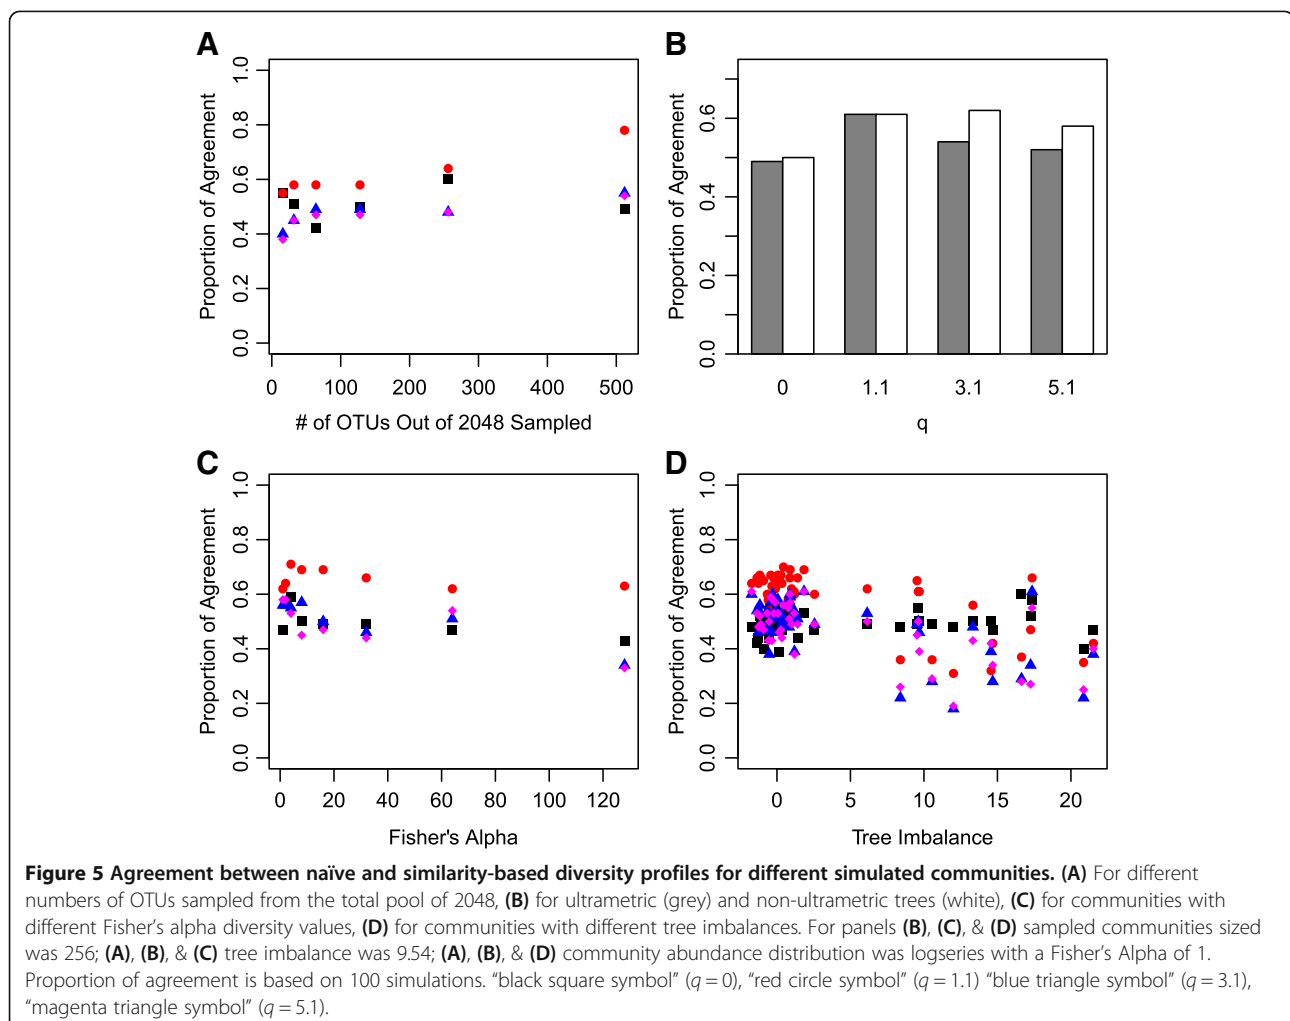 A
Proportion of Agreement
1.0
0.8
0.6
0.4
0.2
0.0
0 100 200 300 400 500
# of OTUs Out of 2048 Sampled
B
Proportion of Agreement
0.6
0.4
0.2
0.0
0 1.1 3.1 5.1
q
C
Proportion of Agreement
1.0
0.8
0.6
0.4
0.2
0.0
0 20 40 60 80 100 120
Fisher's Alpha
D
Proportion of Agreement
1.0
0.8
0.6
0.4
0.2
0.0
0 5 10 15 20
Tree Imbalance
Figure 5 Agreement between naïve and similarity-based diversity profiles for different simulated communities. (A) For different
numbers of OTUs sampled from the total pool of 2048, (B) for ultrametric (grey) and non-ultrametric trees (white), (C) for communities with
different Fisher's alpha diversity values, (D) for communities with different tree imbalances. For panels (B), (C), & (D) sampled communities sized
was 256; (A), (B), & (C) tree imbalance was 9.54; (A), (B), & (D) community abundance distribution was logseries with a Fisher's Alpha of 1.
Proportion of agreement is based on 100 simulations. “black square symbol” (q = 0), “red circle symbol” (q = 1.1) “blue triangle symbol” (q = 3.1),
“magenta triangle symbol” (q = 5.1).